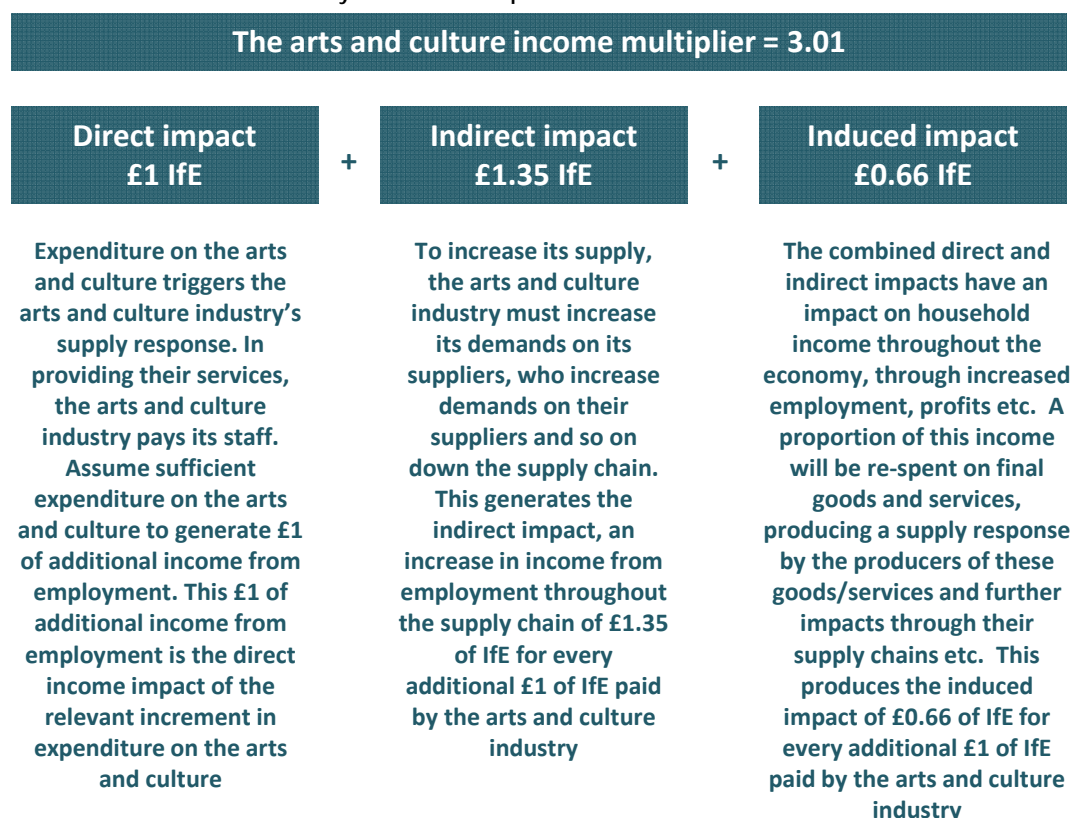 The arts and culture income multiplier = 3.01
Direct impact
£1 IfE
+
Indirect impact
£1.35 IfE
+
Induced impact
£0.66 IfE
Expenditure on the arts
and culture triggers the
arts and culture industry's
supply response. In
providing their services,
the arts and culture
industry pays its staff.
Assume sufficient
expenditure on the arts
and culture to generate £1
of additional income from
employment. This £1 of
additional income from
employment is the direct
income impact of the
relevant increment in
expenditure on the arts
and culture
To increase its supply,
the arts and culture
industry must increase
its demands on its
suppliers, who increase
demands on their
suppliers and so on
down the supply chain.
This generates the
indirect impact, an
increase in income from
employment throughout
the supply chain of £1.35
of IfE for every
additional £1 of IfE paid
by the arts and culture
industry
The combined direct and
indirect impacts have an
impact on household
income throughout the
economy, through increased
employment, profits etc. A
proportion of this income
will be re-spent on final
goods and services,
producing a supply response
by the producers of these
goods/services and further
impacts through their
supply chains etc. This
produces the induced
impact of £0.66 of IfE for
every additional £1 of IfE
paid by the arts and culture
industry